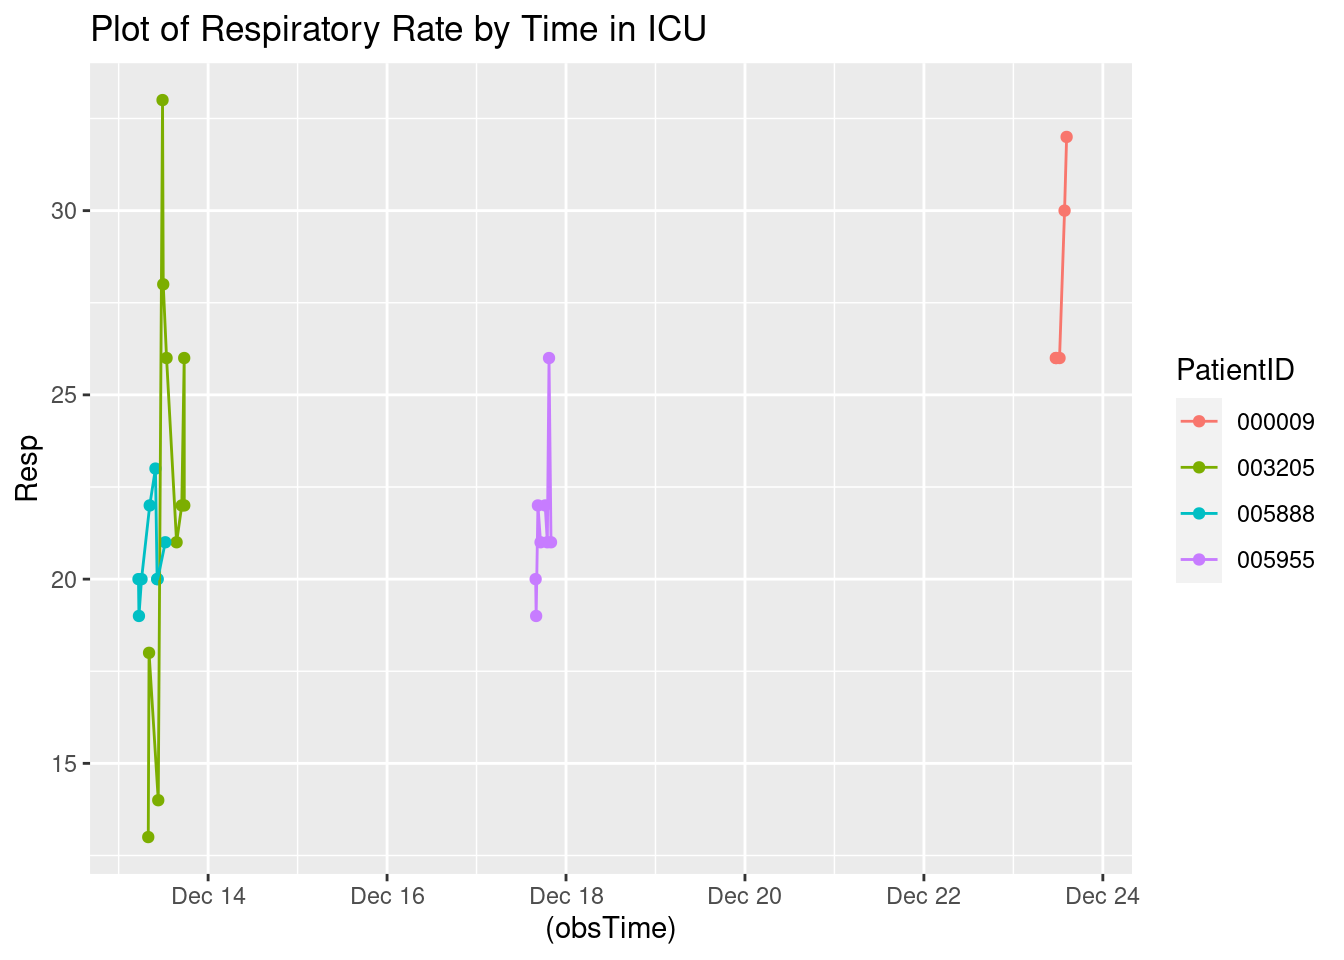 Plot of Respiratory Rate by Time in ICU
30
25
20
15
Resp
Dec 14 Dec 16 Dec 18 Dec 20 Dec 22 Dec 24
(obsTime)
PatientID
000009
003205
005888
005955